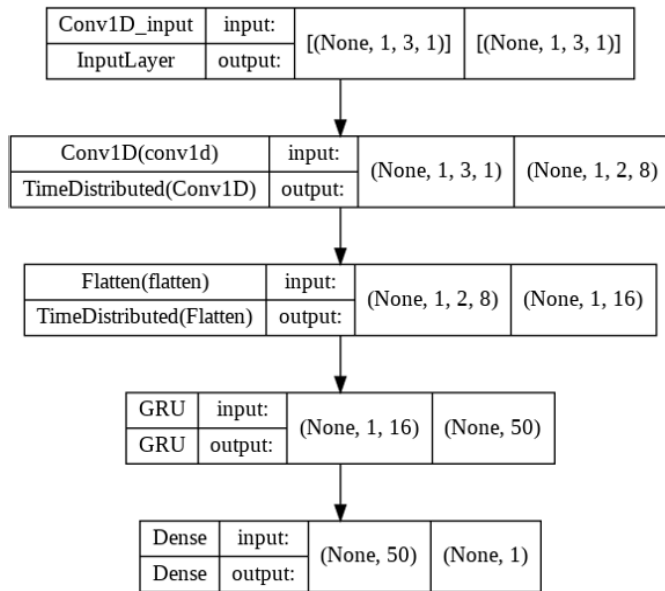 Conv1D_input input: [(None, 1, 3, 1)] [(None, 1, 3, 1)]
InputLayer output:
Conv1D(conv1d) input: (None, 1, 3, 1) (None, 1, 2, 8)
TimeDistributed(Conv1D) output:
Flatten(flatten) input: (None, 1, 2, 8) (None, 1, 16)
TimeDistributed(Flatten) output:
GRU input: (None, 1, 16) (None, 50)
GRU output:
Dense input: (None, 50) (None, 1)
Dense output: